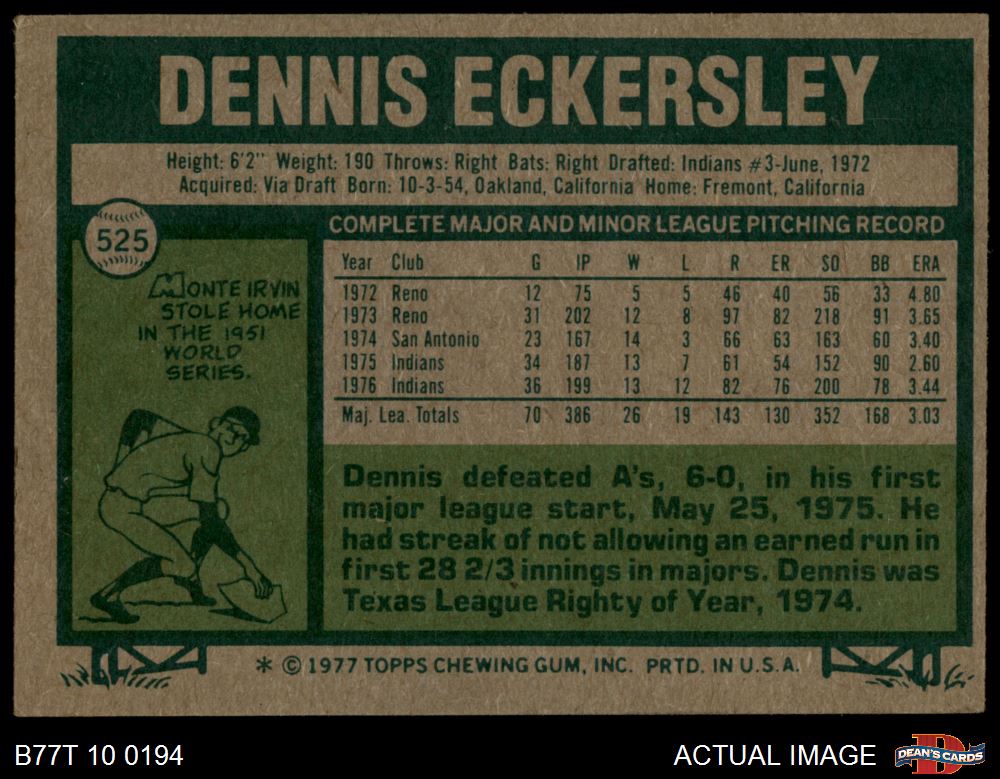 DENNIS ECKERSLEY
Height: 6'2" Weight: 190 Throws: Right Bats: Right Drafted: Indians #3-June, 1972
Acquired: Via Draft Born: 10-3-54, Oakland, California Home: Fremont, California
525
MONTE IRVIN
STOLE HOME
IN THE 1951
WORLD
SERIES.
COMPLETE MAJOR AND MINOR LEAGUE PITCHING RECORD
Year Club G IP W L R ER SO BB ERA
1972 Reno 12 75 5 5 46 40 56 33 4.80
1973 Reno 31 202 12 8 97 82 218 91 3.65
1974 San Antonio 23 167 14 3 66 63 163 60 3.40
1975 Indians 34 187 13 7 61 54 152 90 2.60
1976 Indians 36 199 13 12 82 76 200 78 3.44
Maj. Lea. Totals 70 386 26 19 143 130 352 168 3.03
Dennis defeated A's, 6-0, in his first
major league start, May 25, 1975. He
had streak of not allowing an earned run in
first 28 2/3 innings in majors. Dennis was
Texas League Righty of Year, 1974.
* © 1977 TOPPS CHEWING GUM, INC. PRTD. IN U.S.A.
B77T 10 0194
ACTUAL IMAGE
DEAN'S CARDS